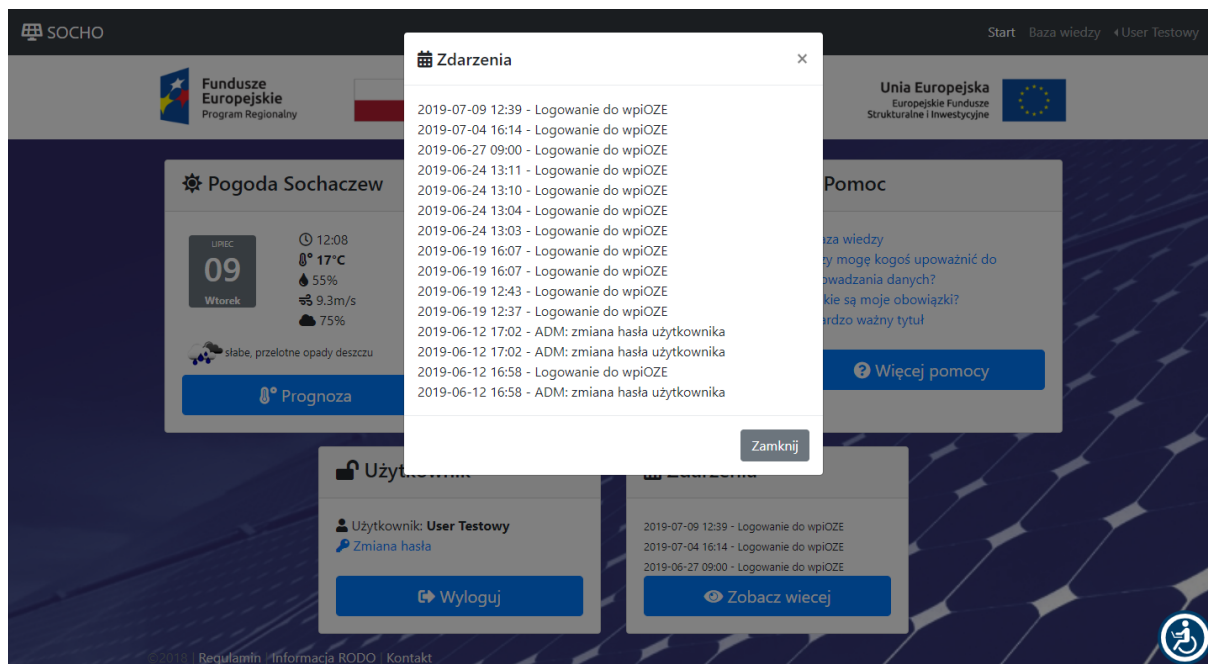 SOCHO
Start Baza wiedzy User Testowy
Fundusze
Europejskie
Program Regionalny
Unia Europejska
Europejskie Fundusze
Strukturalne i Inwestycyjne
Zdarzenia ×
2019-07-09 12:39 - Logowanie do wpiOZE
2019-07-04 16:14 - Logowanie do wpiOZE
2019-06-27 09:00 - Logowanie do wpiOZE
2019-06-24 13:11 - Logowanie do wpiOZE
2019-06-24 13:10 - Logowanie do wpiOZE
2019-06-24 13:04 - Logowanie do wpiOZE
2019-06-24 13:03 - Logowanie do wpiOZE
2019-06-19 16:07 - Logowanie do wpiOZE
2019-06-19 16:07 - Logowanie do wpiOZE
2019-06-19 12:43 - Logowanie do wpiOZE
2019-06-19 12:37 - Logowanie do wpiOZE
2019-06-12 17:02 - ADM: zmiana hasła użytkownika
2019-06-12 17:02 - ADM: zmiana hasła użytkownika
2019-06-12 16:58 - Logowanie do wpiOZE
2019-06-12 16:58 - ADM: zmiana hasła użytkownika
Zamknij
Pogoda Sochaczew
LIPIEC
09
Wtorek
12:08
17°C
55%
9.3m/s
75%
słabe, przelotne opady deszczu
Prognoza
Pomoc
wiedzy
mogę kogoś upoważnić do
danych?
są moje obowiązki?
ważny tytuł
Więcej pomocy
Użytkownik: User Testowy
Zmiana hasła
Wyloguj
2019-07-09 12:39 - Logowanie do wpiOZE
2019-07-04 16:14 - Logowanie do wpiOZE
2019-06-27 09:00 - Logowanie do wpiOZE
Zobacz wiecej
©2018 | Regulamin | Informacja RODO | Kontakt